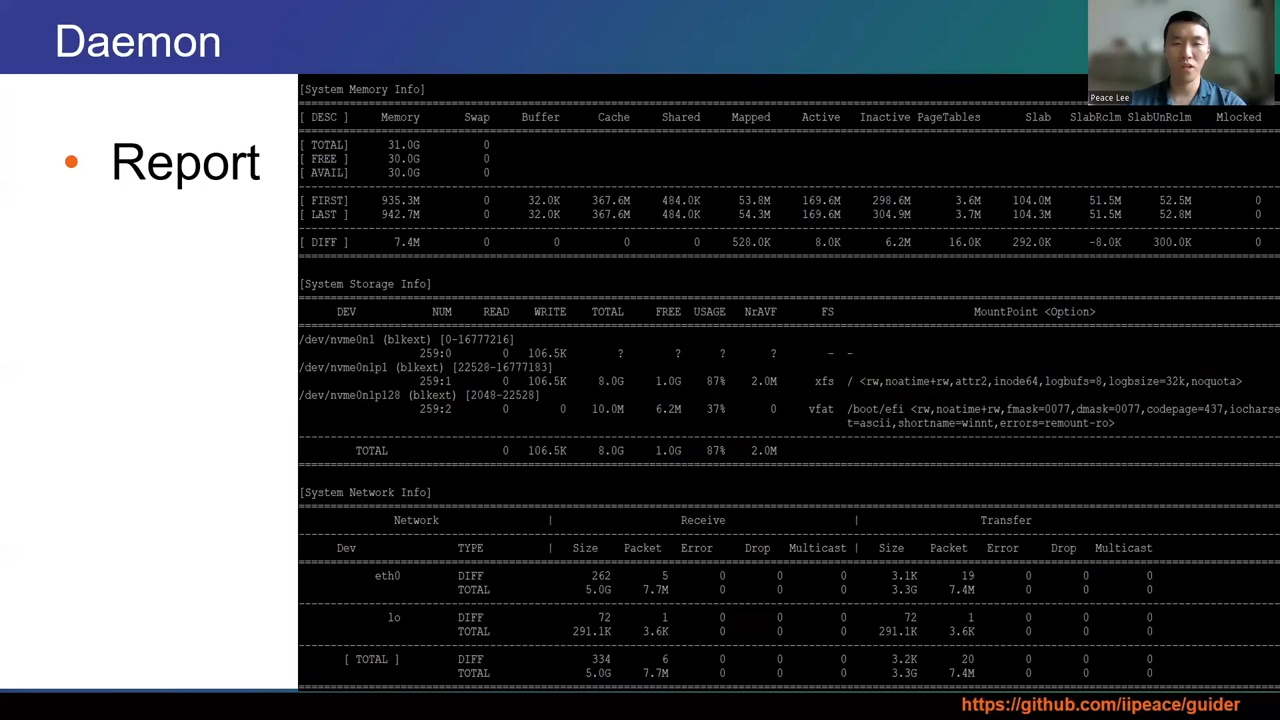 Daemon
Peace Lee
• Report
[System Memory Info]
[ DESC ] Memory Swap Buffer Cache Shared Mapped Active Inactive PageTables Slab SlabRclm SlabUnRclm Mlocked
[ TOTAL] 31.0G 0
[ FREE ] 30.0G 0
[ AVAIL] 30.0G 0
[ FIRST] 935.3M 0 32.0K 367.6M 484.0K 53.8M 169.6M 298.6M 3.6M 104.0M 51.5M 52.5M 0
[ LAST ] 942.7M 0 32.0K 367.6M 484.0K 54.3M 169.6M 304.9M 3.7M 104.3M 51.5M 52.8M 0
[ DIFF ] 7.4M 0 0 0 0 528.0K 8.0K 6.2M 16.0K 292.0K -8.0K 300.0K 0
[System Storage Info]
DEV NUM READ WRITE TOTAL FREE USAGE NrAVF FS MountPoint <Option>
/dev/nvme0n1 (blkext) [0-16777216]
259:0 0 106.5K ? ? ? ? - -
/dev/nvme0n1p1 (blkext) [22528-16777183]
259:1 0 106.5K 8.0G 1.0G 87% 2.0M xfs / <rw,noatime+rw,attr2,inode64,logbufs=8,logbsize=32k,noquota>
/dev/nvme0n1p128 (blkext) [2048-22528]
259:2 0 0 10.0M 6.2M 37% 0 vfat /boot/efi <rw,noatime+rw,fmask=0077,dmask=0077,codepage=437,iocharse
t=ascii,shortname=winnt,errors=remount-ro>
TOTAL 0 106.5K 8.0G 1.0G 87% 2.0M
[System Network Info]
Network | Receive | Transfer
Dev TYPE | Size Packet Error Drop Multicast | Size Packet Error Drop Multicast
eth0 DIFF 262 5 0 0 0 3.1K 19 0 0 0
TOTAL 5.0G 7.7M 0 0 0 3.3G 7.4M 0 0 0
lo DIFF 72 1 0 0 0 72 1 0 0 0
TOTAL 291.1K 3.6K 0 0 0 291.1K 3.6K 0 0 0
[ TOTAL ] DIFF 334 6 0 0 0 3.2K 20 0 0 0
TOTAL 5.0G 7.7M 0 0 0 3.3G 7.4M 0 0 0
https://github.com/iipeace/guider